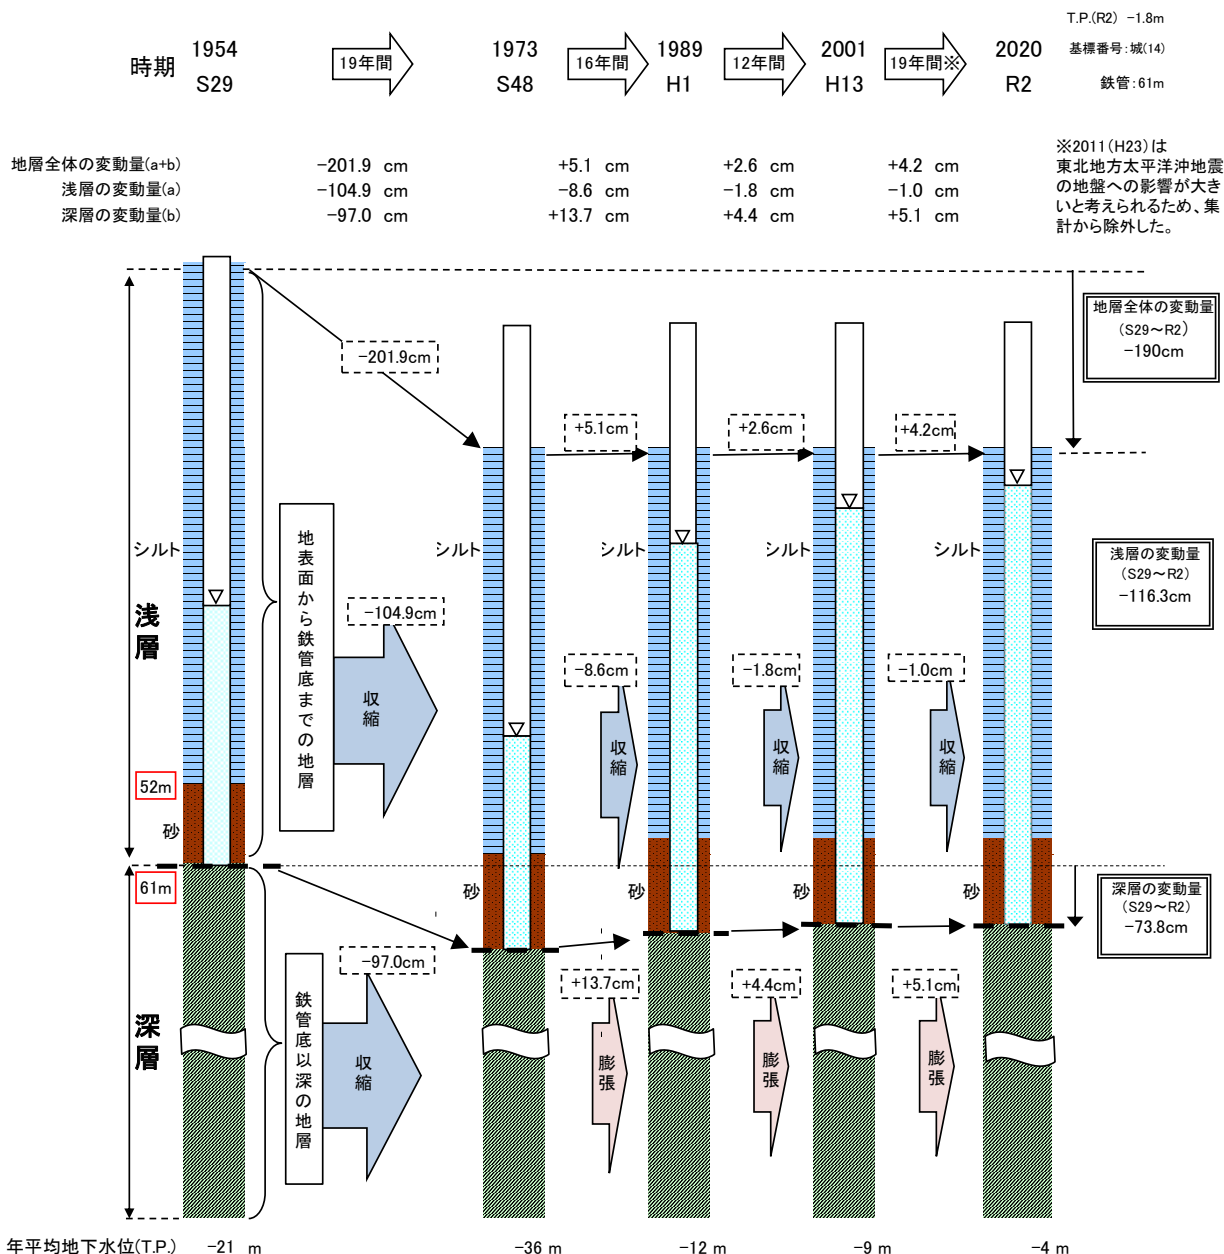 T.P.(R2) -1.8m
時期
1954
19年間
1973
16年間
1989
12年間
2001
19年間※
2020
基標番号:城(14)
S29
S48
H1
H13
R2
鉄管:61m
地層全体の変動量(a+b)
-201.9 cm
+5.1 cm
+2.6 cm
+4.2 cm
浅層の変動量(a)
-104.9 cm
-8.6 cm
-1.8 cm
-1.0 cm
深層の変動量(b)
-97.0 cm
+13.7 cm
+4.4 cm
+5.1 cm
※2011(H23)は
東北地方太平洋沖地震
の地盤への影響が大き
いと考えられるため、集
計から除外した。
地層全体の変動量
(S29~R2)
-190cm
-201.9cm
+5.1cm
+2.6cm
+4.2cm
シルト
シルト
シルト
シルト
シルト
浅層の変動量
(S29~R2)
-116.3cm
浅層
地表面から鉄管底までの地層
-104.9cm
収縮
-8.6cm
収縮
-1.8cm
収縮
-1.0cm
収縮
52m
砂
61m
砂
砂
砂
砂
深層の変動量
(S29~R2)
-73.8cm
深層
鉄管底以深の地層
-97.0cm
収縮
+13.7cm
膨張
+4.4cm
膨張
+5.1cm
膨張
年平均地下水位(T.P.)
-21 m
-36 m
-12 m
-9 m
-4 m